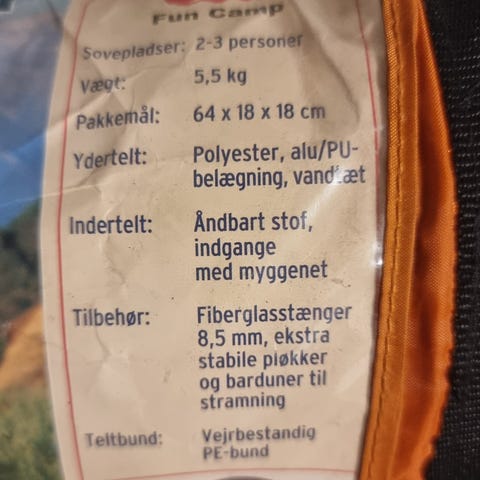 Fun Camp
Sovepladser: 2-3 personer
Vægt: 5,5 kg
Pakkemål: 64 x 18 x 18 cm
Ydertelt: Polyester, alu/PU-
belægning, vandtæt
Indertelt: Åndbart stof,
indgange
med myggenet
Tilbehør: Fiberglasstænger
8,5 mm, ekstra
stabile pløkker
og barduner til
stramning
Teltbund: Vejrbestandig
PE-bund